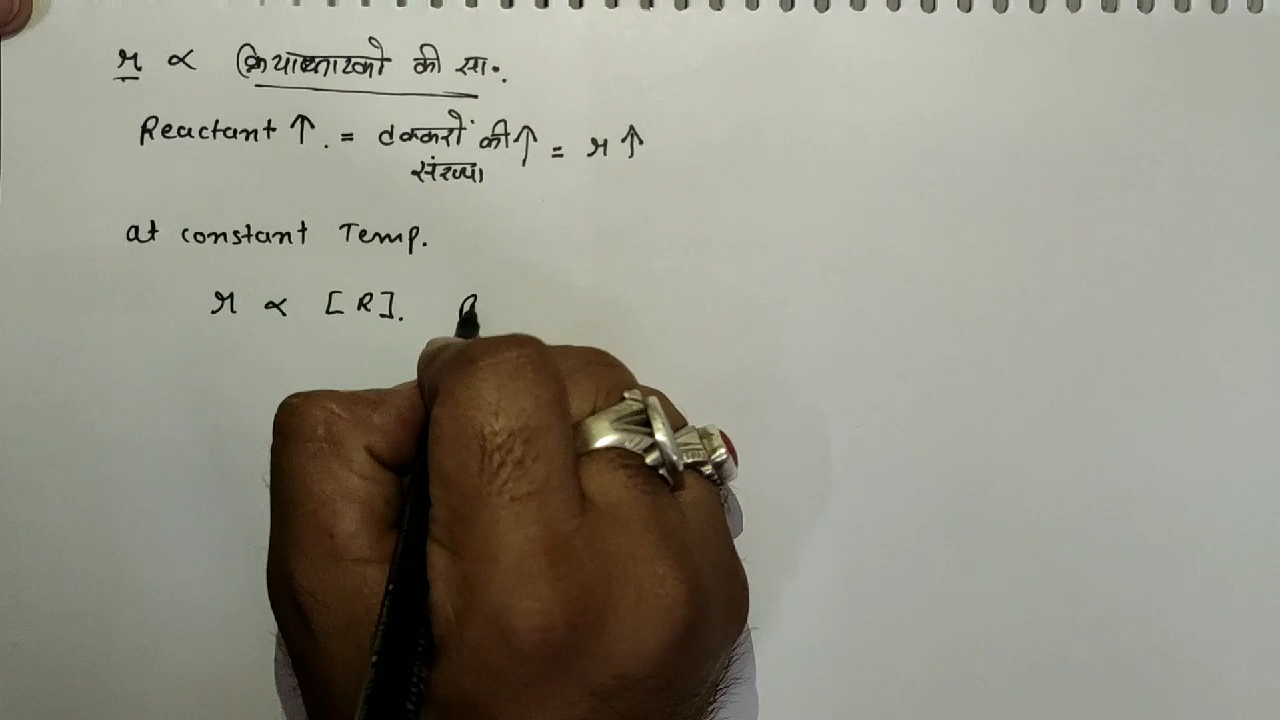 r ∝ क्रियाकारको की सा.
Reactant ↑. = टक्करों की ↑ = r ↑
संख्या
at constant Temp.
r ∝ [R].